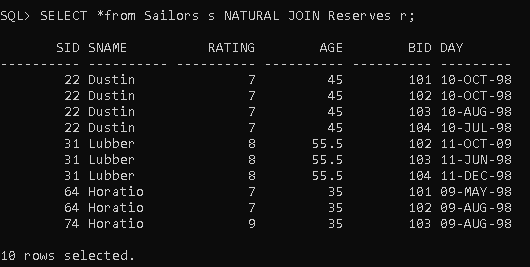 SQL> SELECT *from Sailors s NATURAL JOIN Reserves r;
SID SNAME RATING AGE BID DAY
---------- ---------- ---------- ---------- ---------- ---------
22 Dustin 7 45 101 10-OCT-98
22 Dustin 7 45 102 10-OCT-98
22 Dustin 7 45 103 10-AUG-98
22 Dustin 7 45 104 10-JUL-98
31 Lubber 8 55.5 102 11-OCT-09
31 Lubber 8 55.5 103 11-JUN-98
31 Lubber 8 55.5 104 11-DEC-98
64 Horatio 7 35 101 09-MAY-98
64 Horatio 7 35 102 09-AUG-98
74 Horatio 9 35 103 09-AUG-98
10 rows selected.